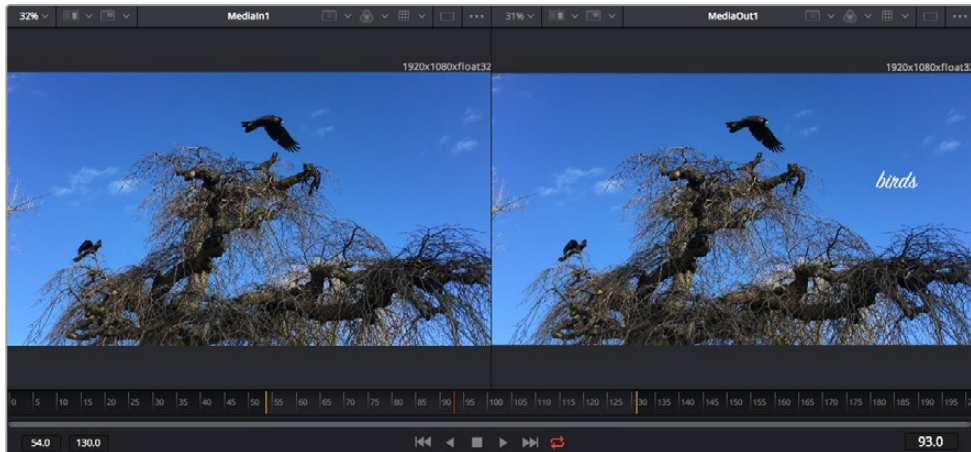 32% MediaIn1 31% MediaOut1
1920x1080xfloat32 1920x1080xfloat32
birds
0 5 10 15 20 25 30 35 40 45 50 55 60 65 70 75 80 85 90 95 100 105 110 115 120 125 130 135 140 145 150 155 160 165 170 175 180 185 190 195
54.0 130.0 93.0